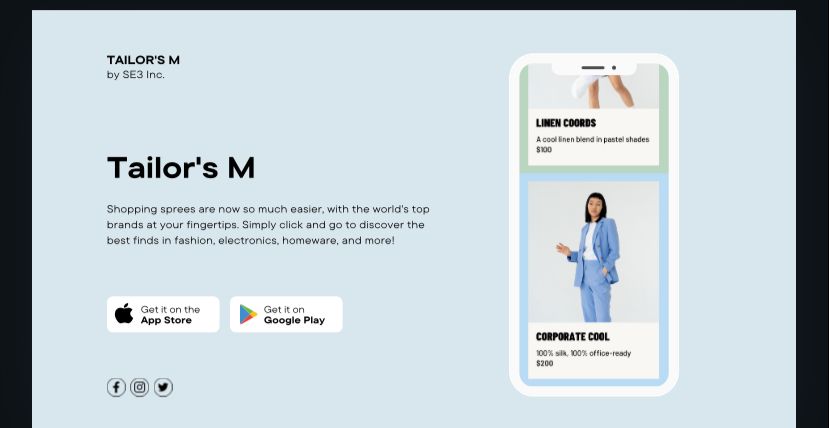 TAILOR'S M
by SE3 Inc.
Tailor's M
Shopping sprees are now so much easier, with the world's top
brands at your fingertips. Simply click and go to discover the
best finds in fashion, electronics, homeware, and more!
Get it on the
App Store
Get it on
Google Play
LINEN COORDS
A cool linen blend in pastel shades
$100
CORPORATE COOL
100% silk, 100% office-ready
$200